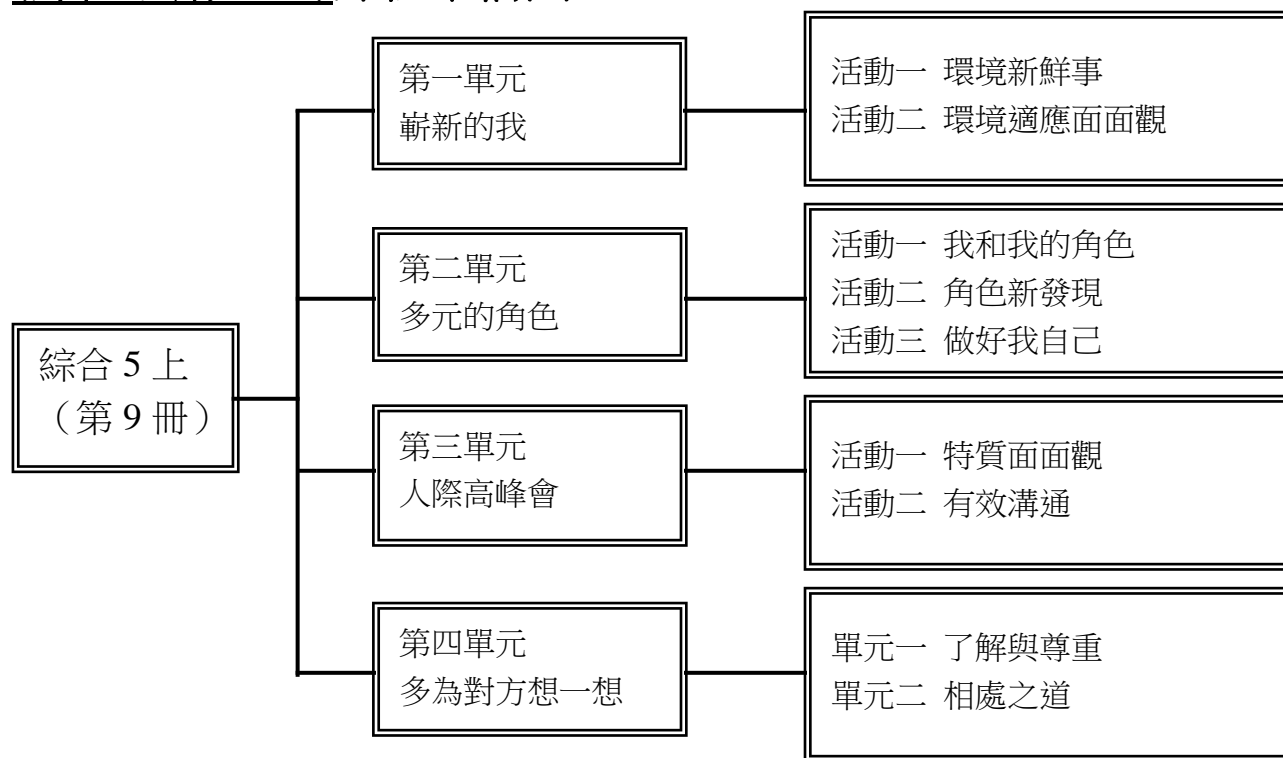 綜合 5 上
（第 9 冊）
第一單元
嶄新的我
活動一 環境新鮮事
活動二 環境適應面面觀
第二單元
多元的角色
活動一 我和我的角色
活動二 角色新發現
活動三 做好我自己
第三單元
人際高峰會
活動一 特質面面觀
活動二 有效溝通
第四單元
多為對方想一想
單元一 了解與尊重
單元二 相處之道